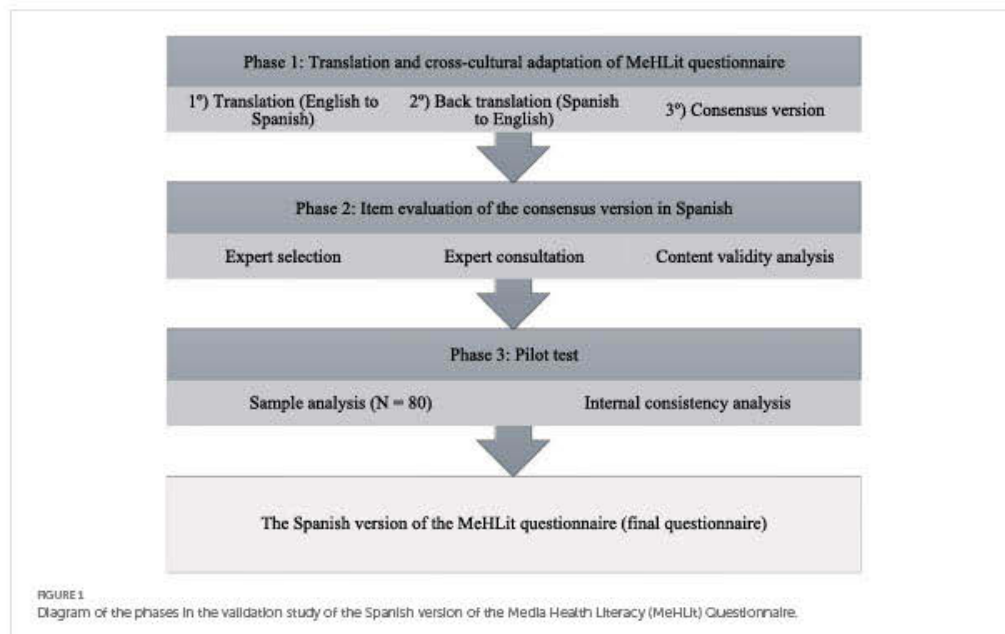 Phase 1: Translation and cross-cultural adaptation of MeHLit questionnaire
1º) Translation (English to
Spanish)
2º) Back translation (Spanish
to English)
3º) Consensus version
Phase 2: Item evaluation of the consensus version in Spanish
Expert selection
Expert consultation
Content validity analysis
Phase 3: Pilot test
Sample analysis (N = 80)
Internal consistency analysis
The Spanish version of the MeHLit questionnaire (final questionnaire)
FIGURE 1
Diagram of the phases in the validation study of the Spanish version of the Media Health Literacy (MeHLit) Questionnaire.